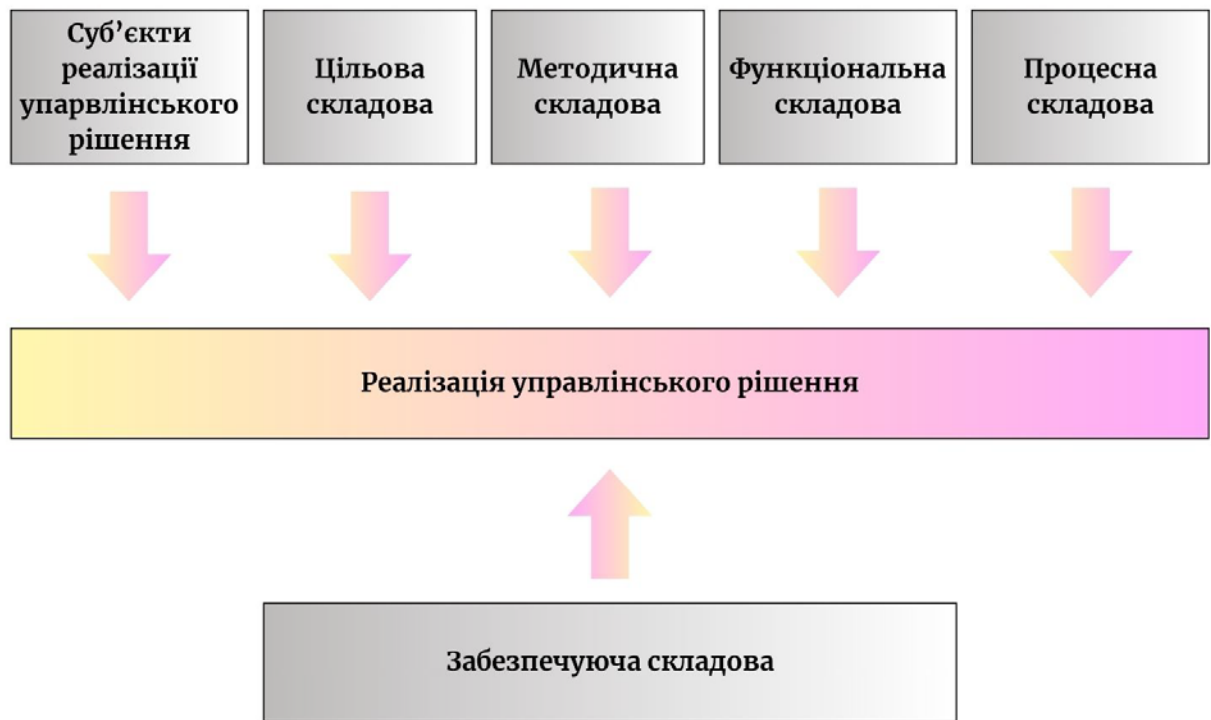 Суб’єкти
реалізації
упарвлінського
рішення
Цільова
складова
Методична
складова
Функціональна
складова
Процесна
складова
Реалізація управлінського рішення
Забезпечуюча складова